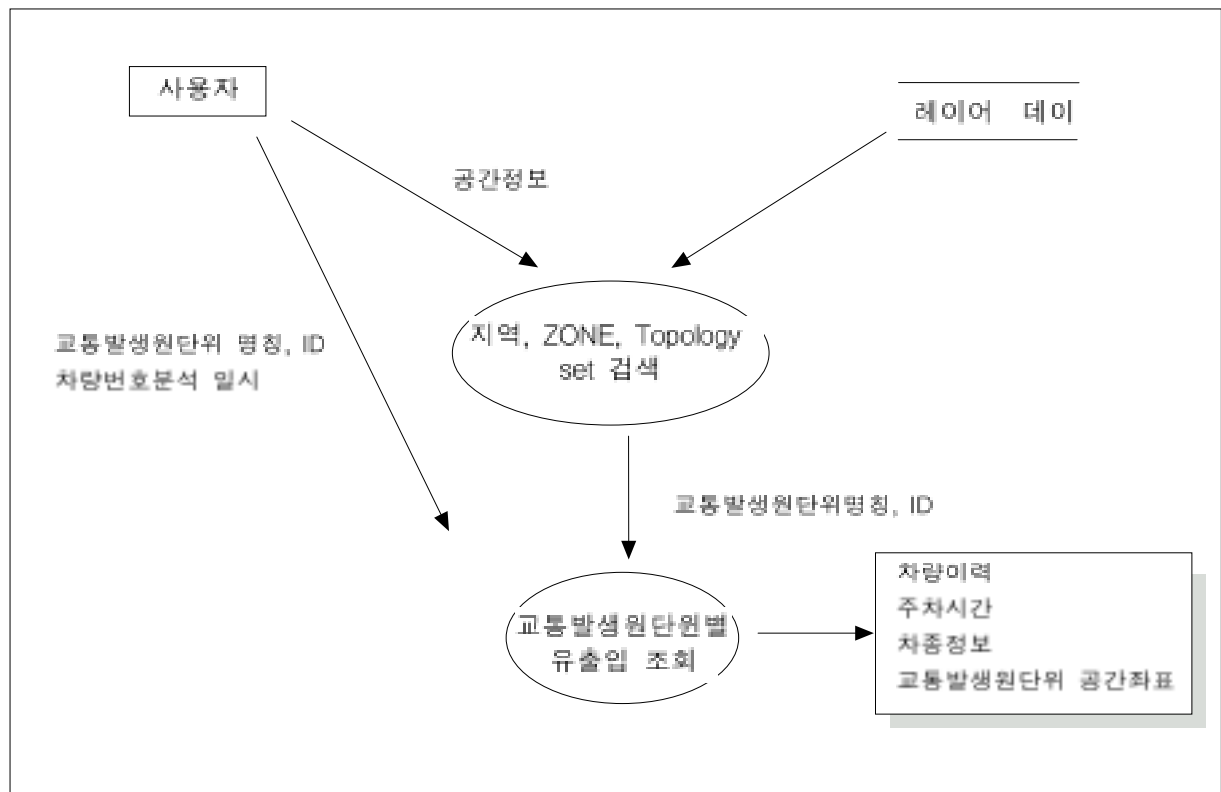 사용자
레이어 데이
공간정보
지역, ZONE, Topology
set 검색
교통발생원단위 명칭, ID
차량번호분석 일시
교통발생원단위명칭, ID
차량이력
주차시간
차종정보
교통발생원단위 공간좌표
교통발생원단원별
유출입 조회